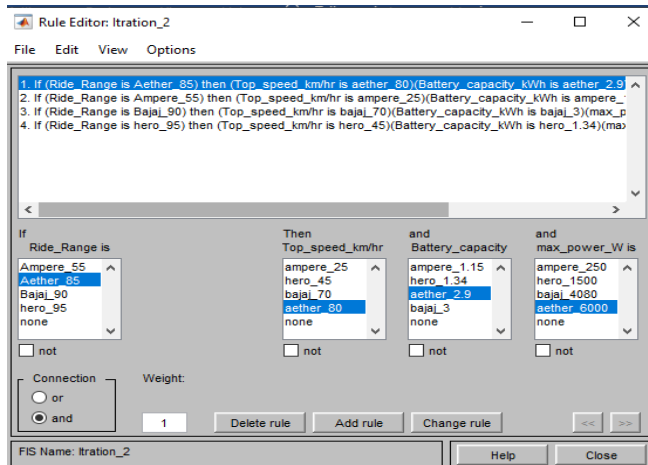 Rule Editor: Itration_2
File Edit View Options
1. If (Ride_Range is Aether_85) then (Top_speed_km/hr is aether_80)(Battery_capacity_kWh is aether_2.9
2. If (Ride_Range is Ampere_55) then (Top_speed_km/hr is ampere_25)(Battery_capacity_kWh is ampere_
3. If (Ride_Range is Bajaj_90) then (Top_speed_km/hr is bajaj_70)(Battery_capacity_kWh is bajaj_3)(max_p
4. If (Ride_Range is hero_95) then (Top_speed_km/hr is hero_45)(Battery_capacity_kWh is hero_1.34)(max
If Then and and
Ride_Range is Top_speed_km/hr Battery_capacity max_power_W is
Ampere_55 ampere_25 ampere_1.15 ampere_250
Aether_85 hero_45 hero_1.34 hero_1500
Bajaj_90 bajaj_70 aether_2.9 bajaj_4080
hero_95 aether_80 bajaj_3 aether_6000
none none none none
not not not not
Connection Weight:
or
and 1 Delete rule Add rule Change rule << >>
FIS Name: Itration_2 Help Close